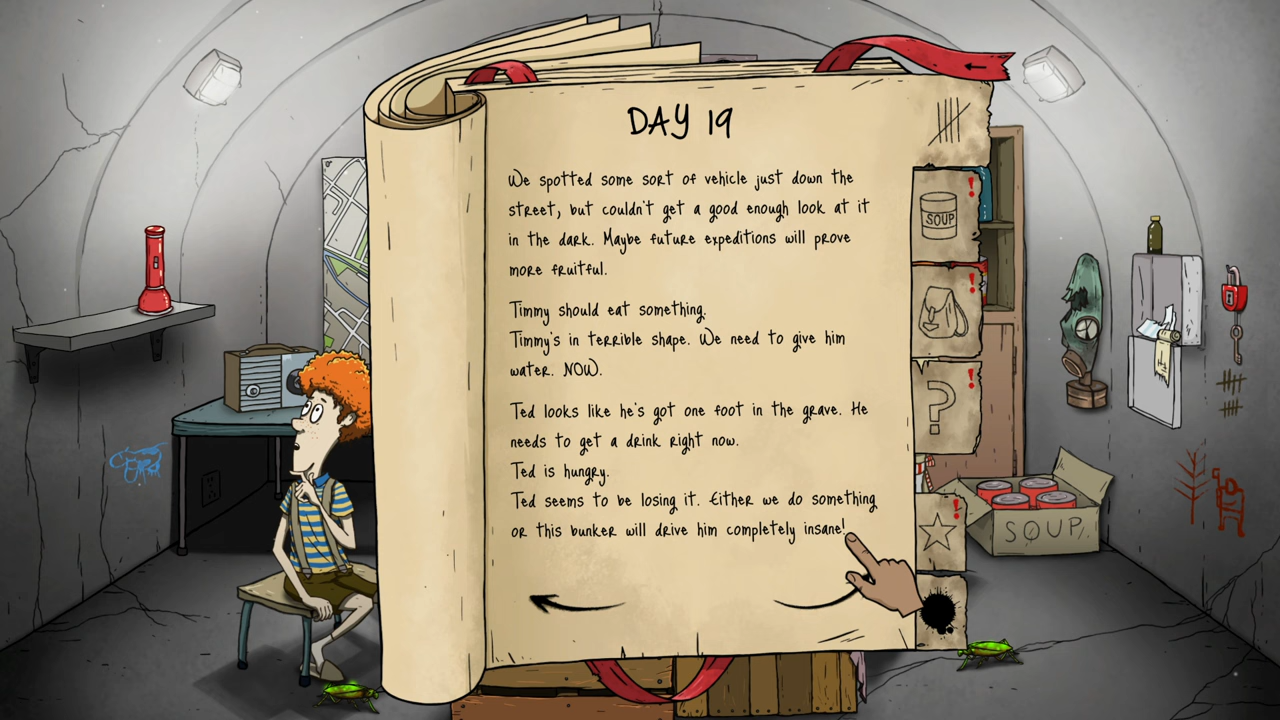 DAY 19
We spotted some sort of vehicle just down the
street, but couldn't get a good enough look at it
in the dark. Maybe future expeditions will prove
more fruitful.
Timmy should eat something.
Timmy's in terrible shape. We need to give him
water. NOW.
Ted looks like he's got one foot in the grave. He
needs to get a drink right now.
Ted is hungry.
Ted seems to be losing it. Either we do something
or this bunker will drive him completely insane!
SOUP
!
!
?
!
!
SOUP